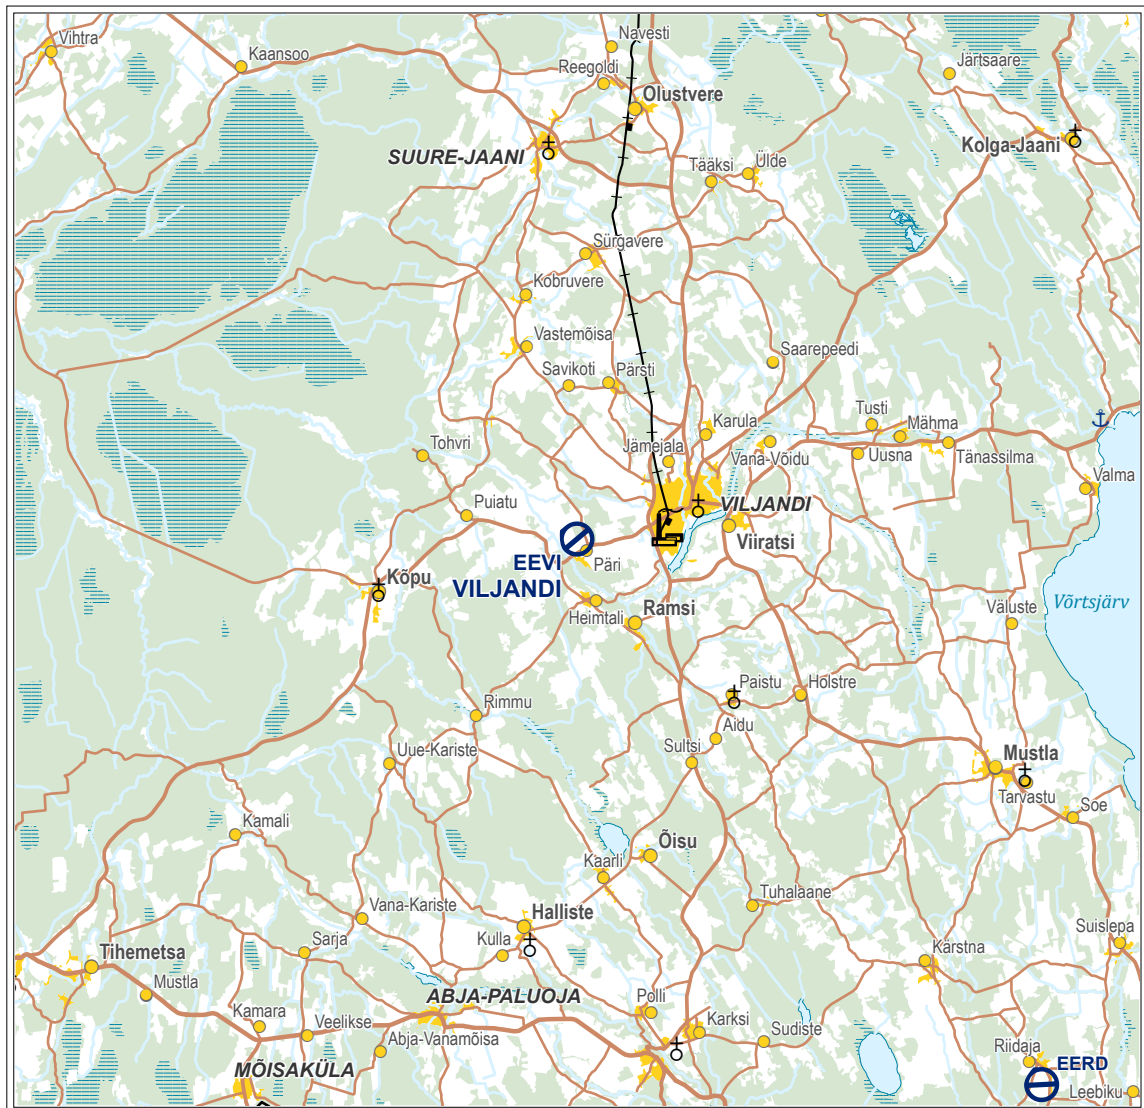 Vihtra
Kaansoo
Navesti
Reegoldi
Olustvere
Järtsaare
Kolga-Jaani
SUURE-JAANI
Tääksi
Ülde
Sürgavere
Kobruvere
Vastemõisa
Savikoti
Pärsti
Saarepeedi
Tohvri
Jämejala
Karula
Vana-Võidu
Tusti
Mähma
Uusna
Tänassilma
Valma
Puiatu
VILJANDI
Viiratsi
EEVI
VILJANDI
Päri
Kõpu
Heimtali
Ramsi
Väluste
Võrtsjärv
Rimmu
Paistu
Holstre
Aidu
Sultsi
Uue-Kariste
Mustla
Tarvastu
Soe
Kamali
Õisu
Kaarli
Tuhalaane
Vana-Kariste
Halliste
Kulla
Sarja
Tihemetsa
Mustla
Suislepa
Kärstna
ABJA-PALUOJA
Polli
Karksi
Sudiste
Kamara
Veelikse
Abja-Vanamõisa
MÕISAKÜLA
Riidaja
EERD
Leebiku